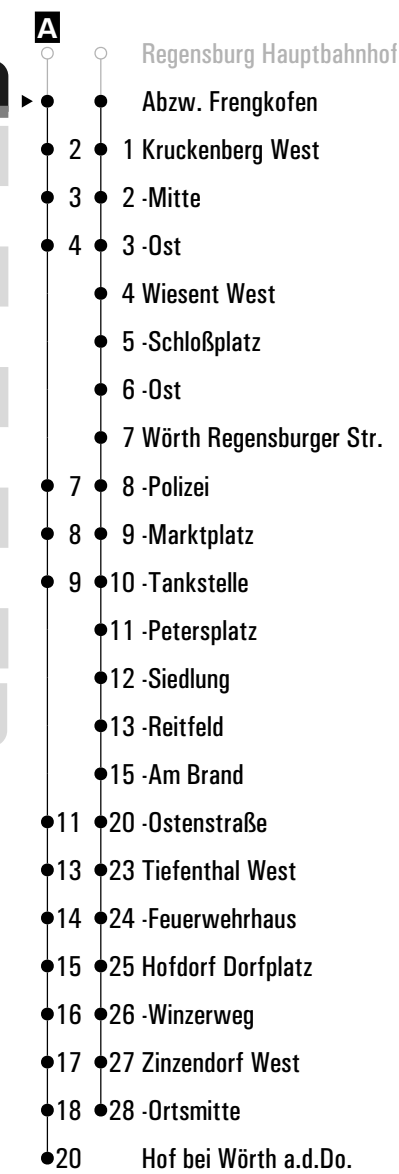 A
Regensburg Hauptbahnhof
Abzw. Frengkofen
2 1 Kruckenberg West
3 2 -Mitte
4 3 -Ost
4 Wiesent West
5 -Schloßplatz
6 -Ost
7 Wörth Regensburger Str.
7 8 -Polizei
8 9 -Marktplatz
9 10 -Tankstelle
11 -Petersplatz
12 -Siedlung
13 -Reitfeld
15 -Am Brand
11 20 -Ostenstraße
13 23 Tiefenthal West
14 24 -Feuerwehrhaus
15 25 Hofdorf Dorfplatz
16 26 -Winzerweg
17 27 Zinzendorf West
18 28 -Ortsmitte
20 Hof bei Wörth a.d.Do.